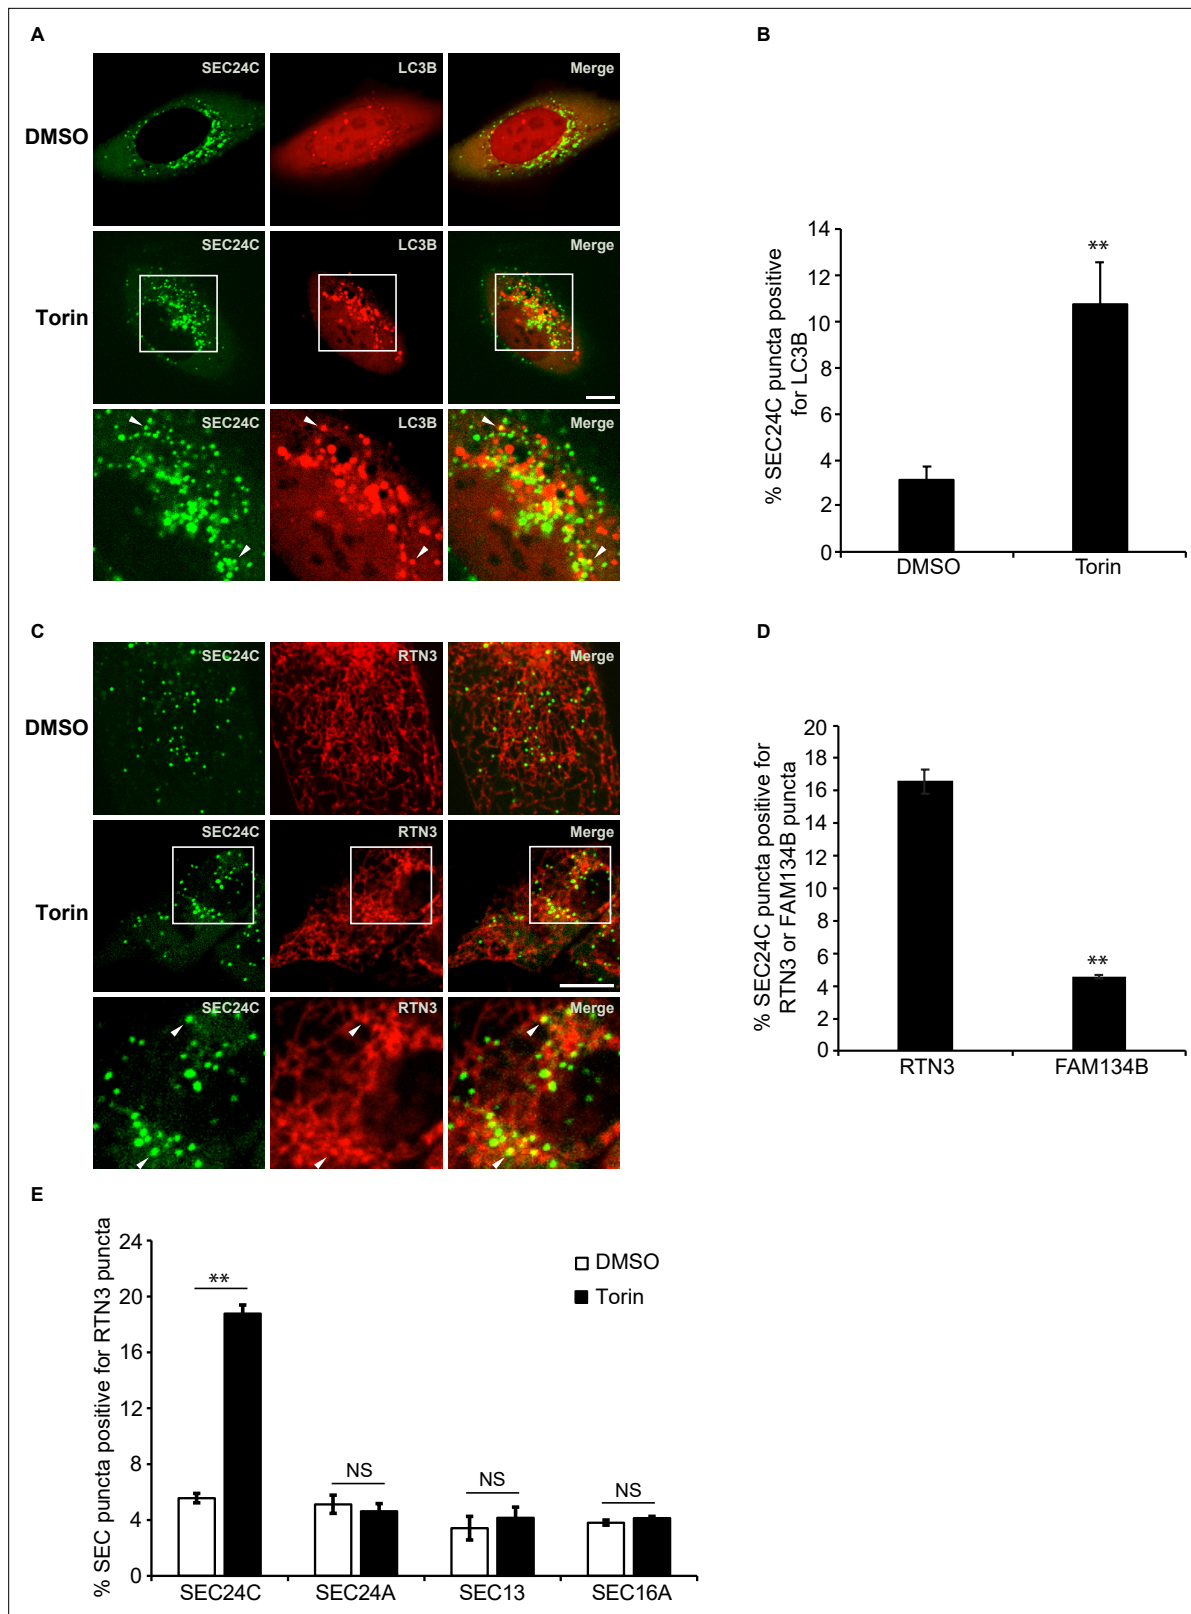 A
SEC24C LC3B Merge
DMSO
SEC24C LC3B Merge
Torin
SEC24C LC3B Merge
B
% SEC24C puncta positive
for LC3B
14
12
10
8
6
4
2
0
**
DMSO Torin
C
SEC24C RTN3 Merge
DMSO
SEC24C RTN3 Merge
Torin
SEC24C RTN3 Merge
D
% SEC24C puncta positive for
RTN3 or FAM134B puncta
20
18
16
14
12
10
8
6
4
2
0
**
RTN3 FAM134B
E
% SEC puncta positive for RTN3 puncta
24
20
16
12
8
4
0
**
NS
NS
NS
DMSO
Torin
SEC24C SEC24A SEC13 SEC16A